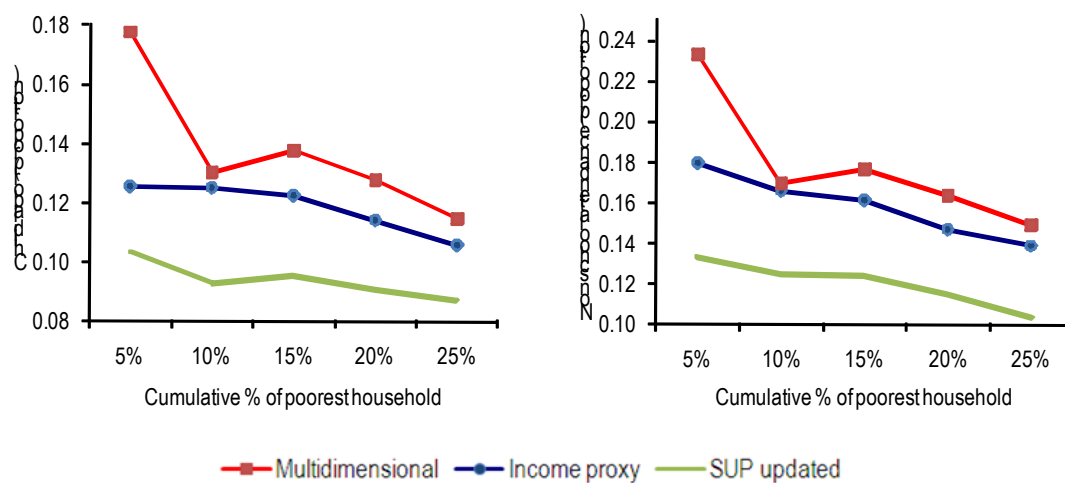 0.18
0.16
0.14
0.12
0.10
0.08
5% 10% 15% 20% 25%
Cumulative % of poorest household
0.24
0.22
0.20
0.18
0.16
0.14
0.12
0.10
5% 10% 15% 20% 25%
Cumulative % of poorest household
Multidimensional Income proxy SUP updated